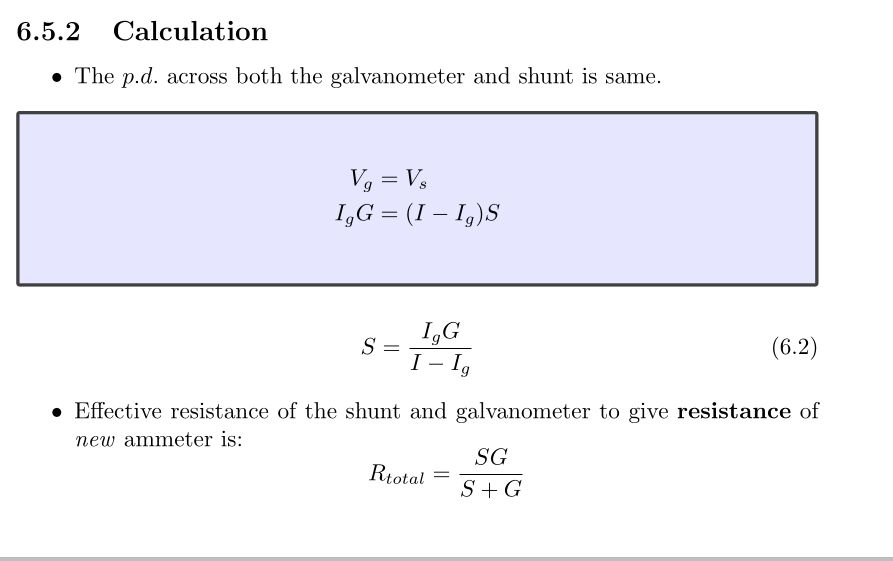 6.5.2 Calculation
• The p.d. across both the galvanometer and shunt is same.
V_g = V_s
I_g G = (I − I_g)S
S = \frac{I_g G}{I − I_g} (6.2)
• Effective resistance of the shunt and galvanometer to give resistance of
new ammeter is:
R_{total} = \frac{SG}{S + G}